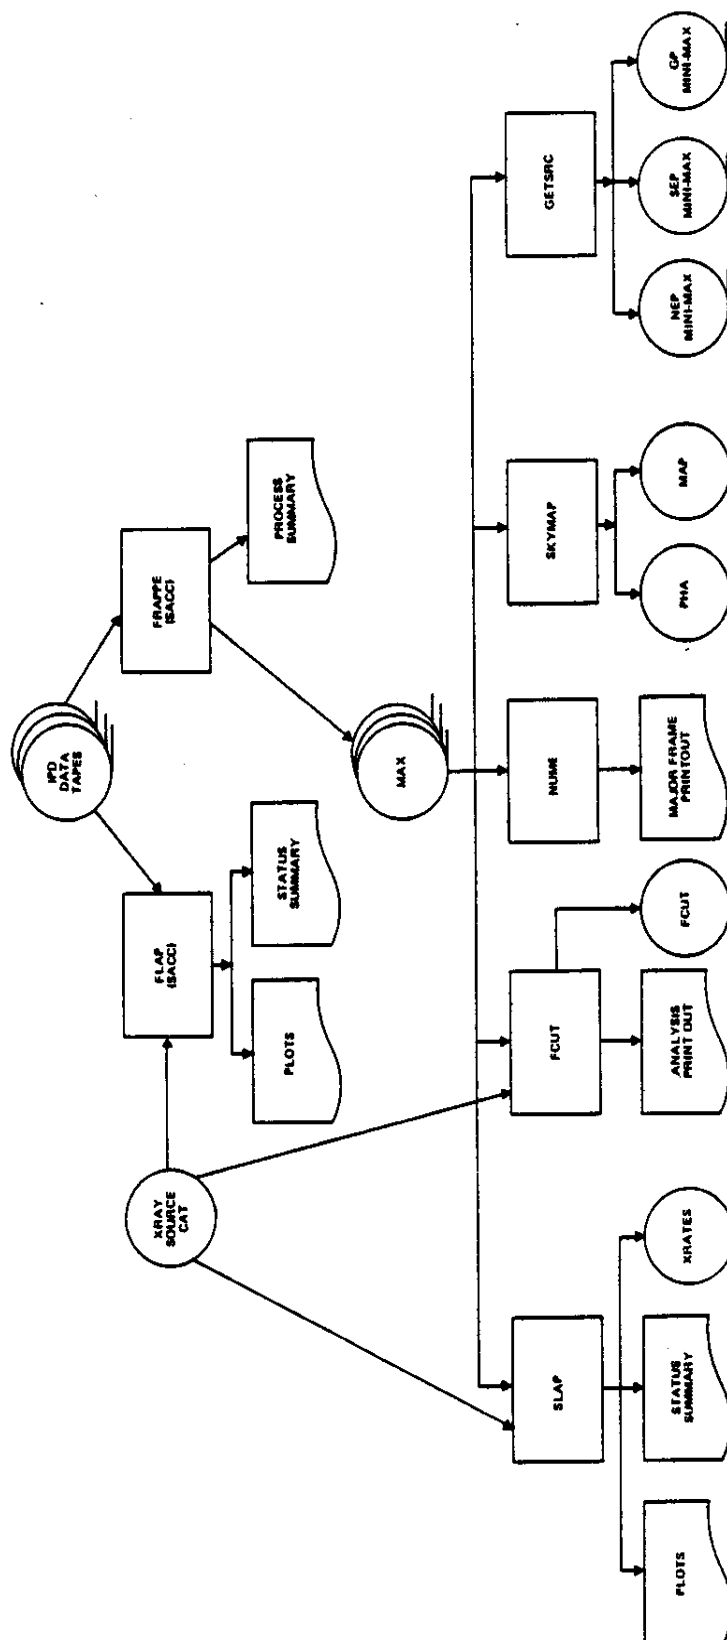 IPD
DATA
TAPES
XRAY
SOURCE
CAT
FLAP
(SACC)
FRAPPE
(SACC)
PLOTS
STATUS
SUMMARY
PROCESS
SUMMARY
MAX
SLAP
FCUT
NUME
SKYMAP
GETSRC
PLOTS
STATUS
SUMMARY
XRATES
ANALYSIS
PRINT OUT
FCUT
MAJOR FRAME
PRINTOUT
PHA
MAP
NEP
MINI-MAX
SEP
MINI-MAX
GP
MINI-MAX